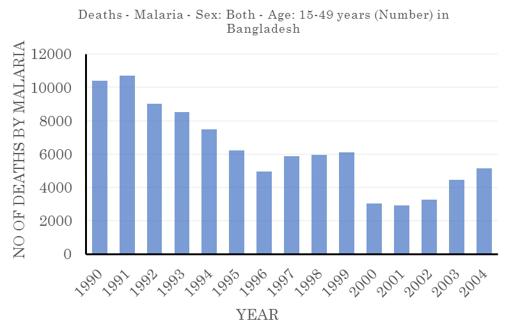 Deaths - Malaria - Sex: Both - Age: 15-49 years (Number) in
Bangladesh
NO OF DEATHS BY MALARIA
12000
10000
8000
6000
4000
2000
0
1990 1991 1992 1993 1994 1995 1996 1997 1998 1999 2000 2001 2002 2003 2004
YEAR